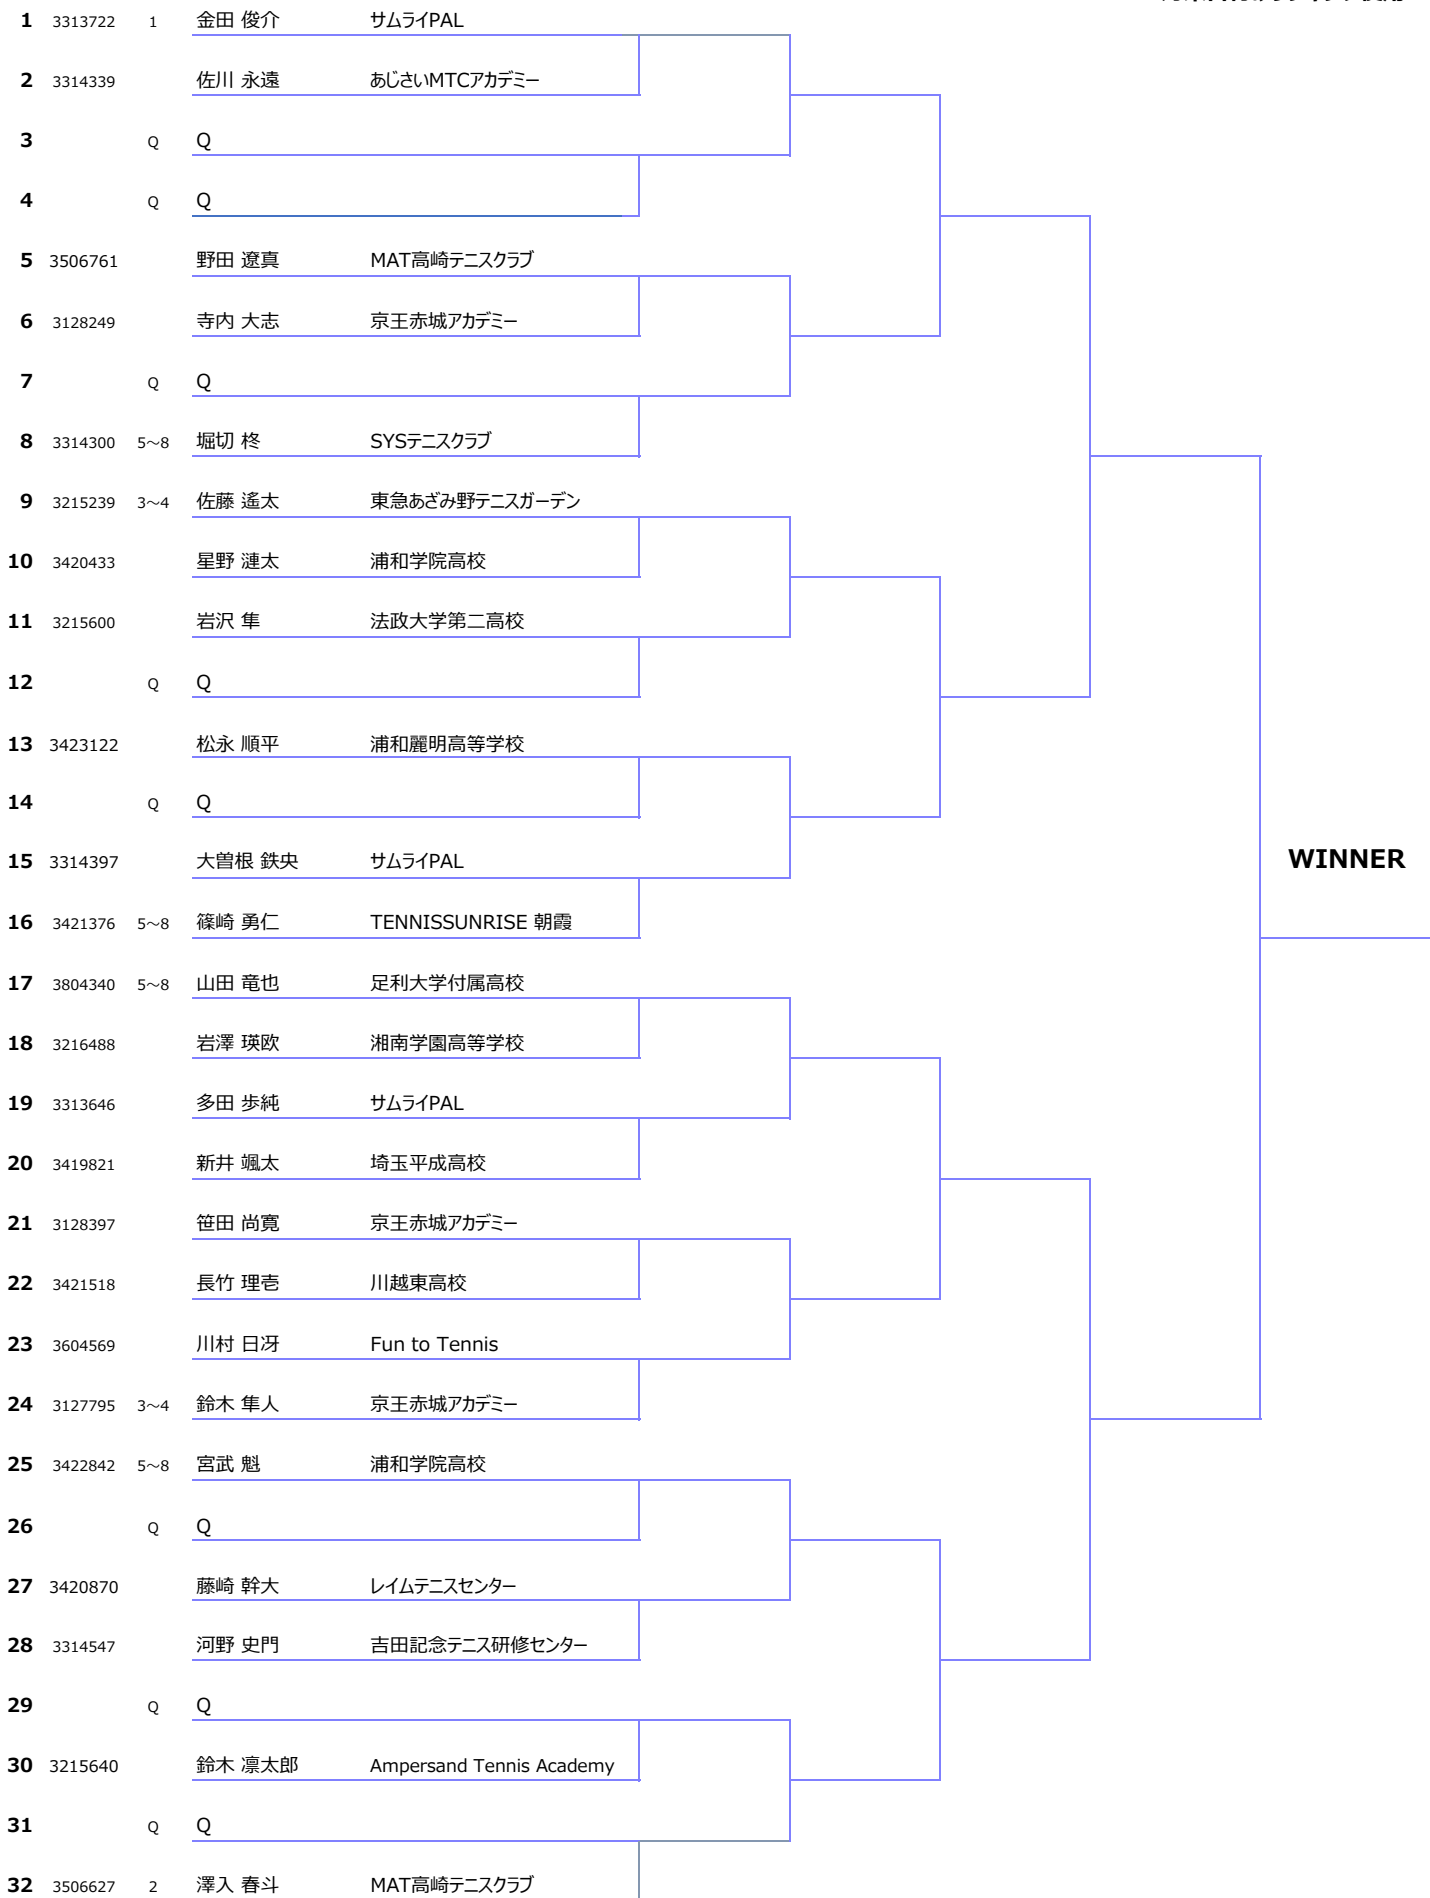 1 3313722 1 金田 俊介 サムライPAL
2 3314339 佐川 永遠 あじさいMTCアカデミー
3 Q Q
4 Q Q
5 3506761 野田 遼真 MAT高崎テニスクラブ
6 3128249 寺内 大志 京王赤城アカデミー
7 Q Q
8 3314300 5～8 堀切 柊 SYSテニスクラブ
9 3215239 3～4 佐藤 遙太 東急あざみ野テニスガーデン
10 3420433 星野 漣太 浦和学院高校
11 3215600 岩沢 隼 法政大学第二高校
12 Q Q
13 3423122 松永 順平 浦和麗明高等学校
14 Q Q
15 3314397 大曽根 鉄央 サムライPAL
WINNER
16 3421376 5～8 篠崎 勇仁 TENNISSUNRISE 朝霞
17 3804340 5～8 山田 竜也 足利大学付属高校
18 3216488 岩澤 瑛欧 湘南学園高等学校
19 3313646 多田 歩純 サムライPAL
20 3419821 新井 颯太 埼玉平成高校
21 3128397 笹田 尚寛 京王赤城アカデミー
22 3421518 長竹 理壱 川越東高校
23 3604569 川村 日冴 Fun to Tennis
24 3127795 3～4 鈴木 隼人 京王赤城アカデミー
25 3422842 5～8 宮武 魁 浦和学院高校
26 Q Q
27 3420870 藤崎 幹大 レイムテニスセンター
28 3314547 河野 史門 吉田記念テニス研修センター
29 Q Q
30 3215640 鈴木 凛太郎 Ampersand Tennis Academy
31 Q Q
32 3506627 2 澤入 春斗 MAT高崎テニスクラブ